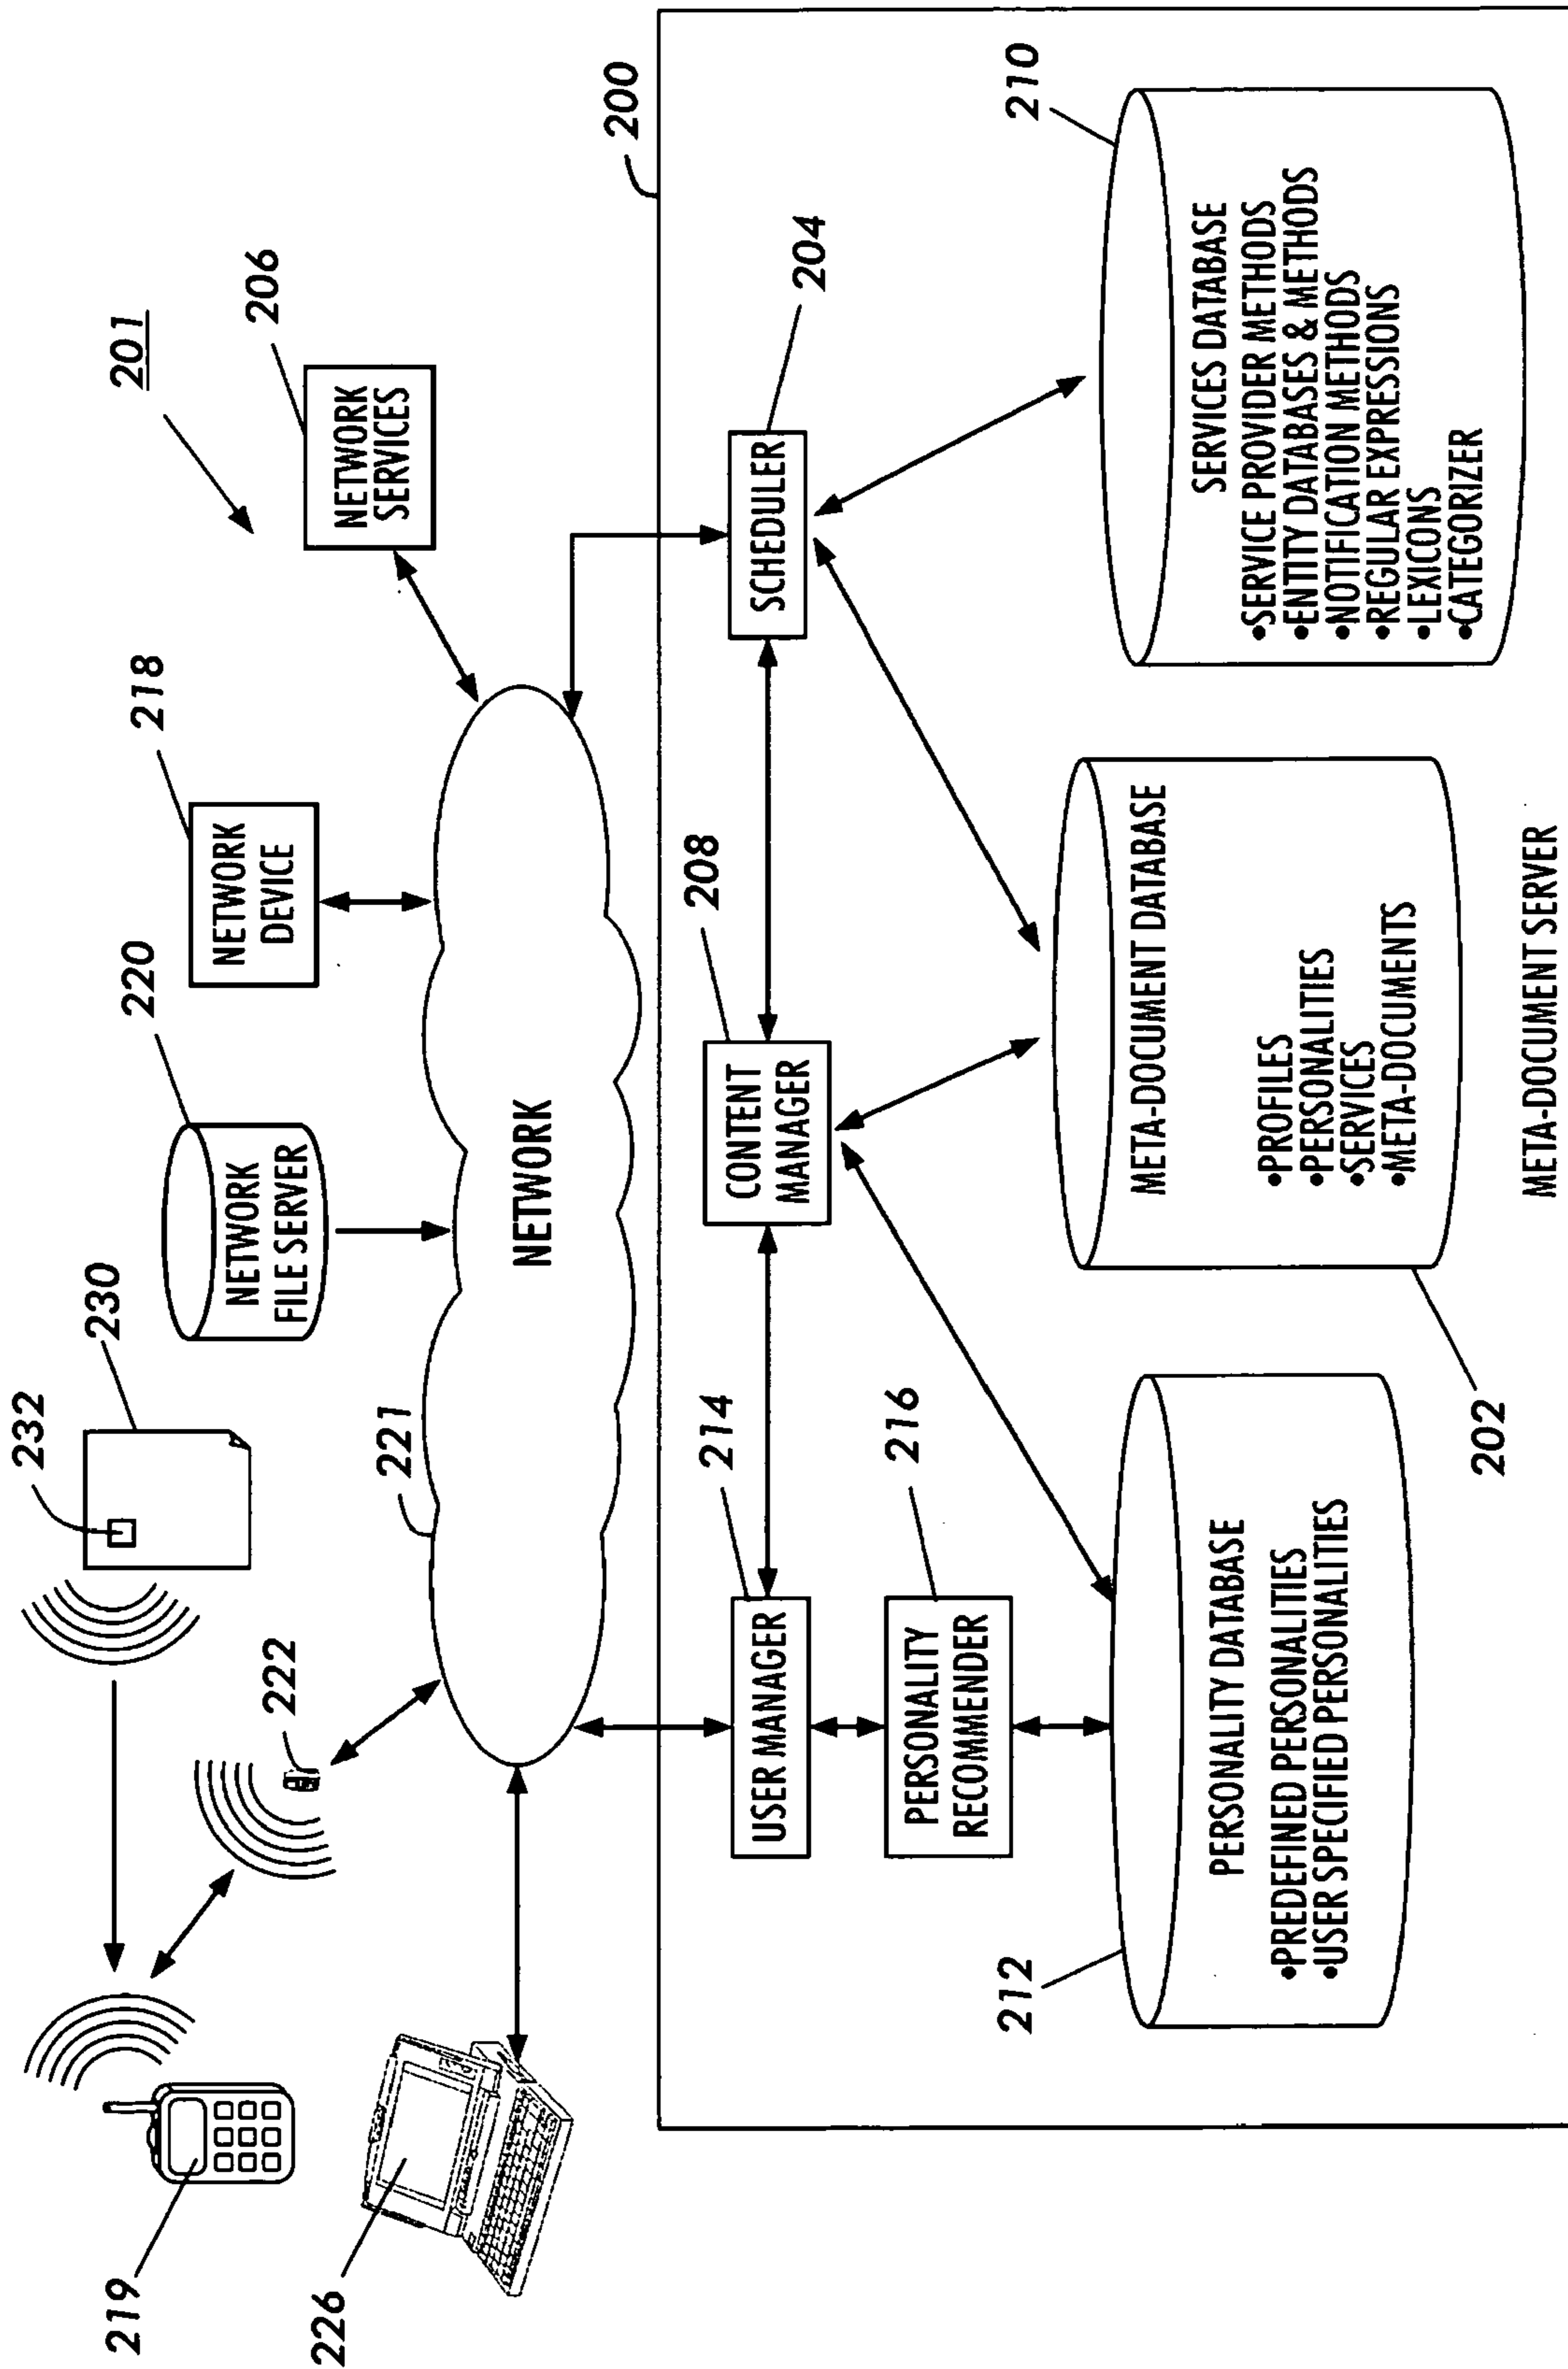 232
230
220
218
201
206
219
222
226
221
NETWORK
FILE SERVER
NETWORK
DEVICE
NETWORK
SERVICES
NETWORK
200
214
USER MANAGER
208
CONTENT
MANAGER
SCHEDULER
204
216
PERSONALITY
RECOMMENDER
212
PERSONALITY DATABASE
•PREDEFINED PERSONALITIES
•USER SPECIFIED PERSONALITIES
META-DOCUMENT DATABASE
•PROFILES
•PERSONALITIES
•SERVICES
•META-DOCUMENTS
202
210
SERVICES DATABASE
•SERVICE PROVIDER METHODS
•ENTITY DATABASES & METHODS
•NOTIFICATION METHODS
•REGULAR EXPRESSIONS
•LEXICONS
•CATEGORIZER
META-DOCUMENT SERVER